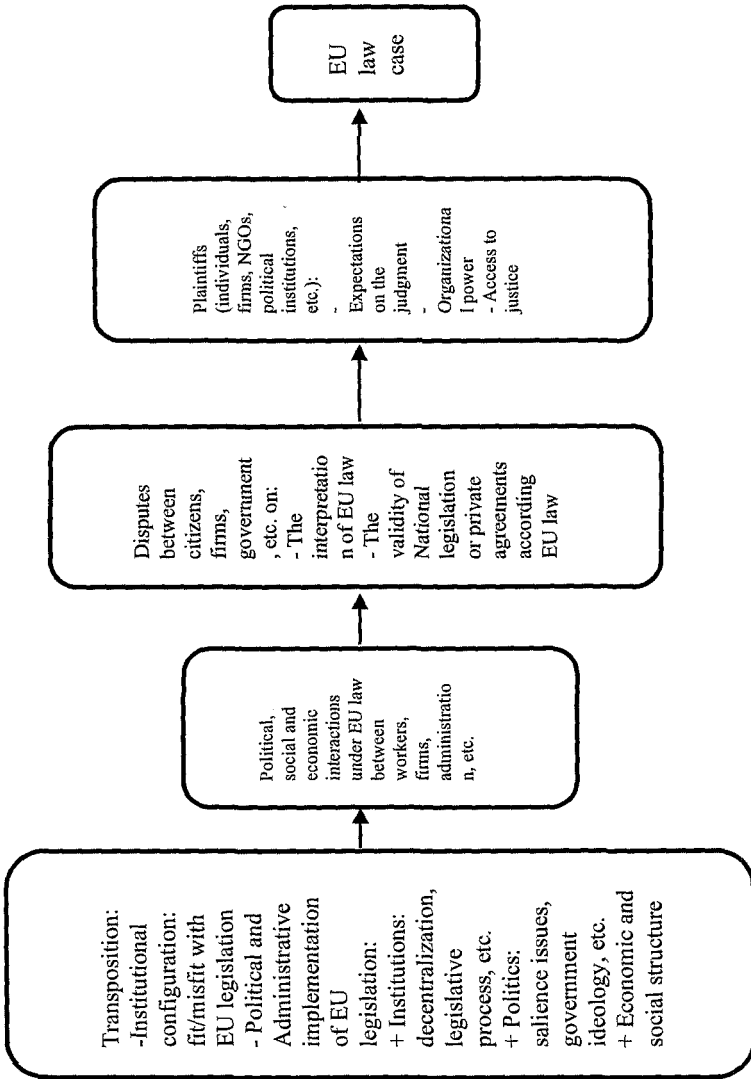 Transposition:
-Institutional
configuration:
fit/misfit with
EU legislation
- Political and
Administrative
implementation
of EU
legislation:
+ Institutions:
decentralization,
legislative
process, etc.
+ Politics:
salience issues,
government
ideology, etc.
+ Economic and
social structure
Political,
social and
economic
interactions
under EU law
between
workers,
firms,
administratio
n, etc.
Disputes
between
citizens,
firms,
government
, etc. on:
- The
interpretatio
n of EU law
- The
validity of
National
legislation
or private
agreements
according
EU law
Plaintiffs
(individuals,
firms, NGOs,
political
institutions,
etc.):
-
Expectations
on the
judgment
-
Organizationa
l power
- Access to
justice
EU
law
case